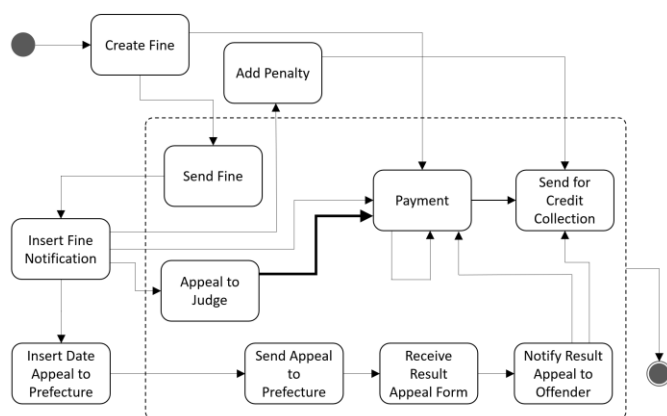 Create Fine
Add Penalty
Send Fine
Payment
Send for
Credit
Collection
Insert Fine
Notification
Appeal to
Judge
Insert Date
Appeal to
Prefecture
Send Appeal
to
Prefecture
Receive
Result
Appeal Form
Notify Result
Appeal to
Offender